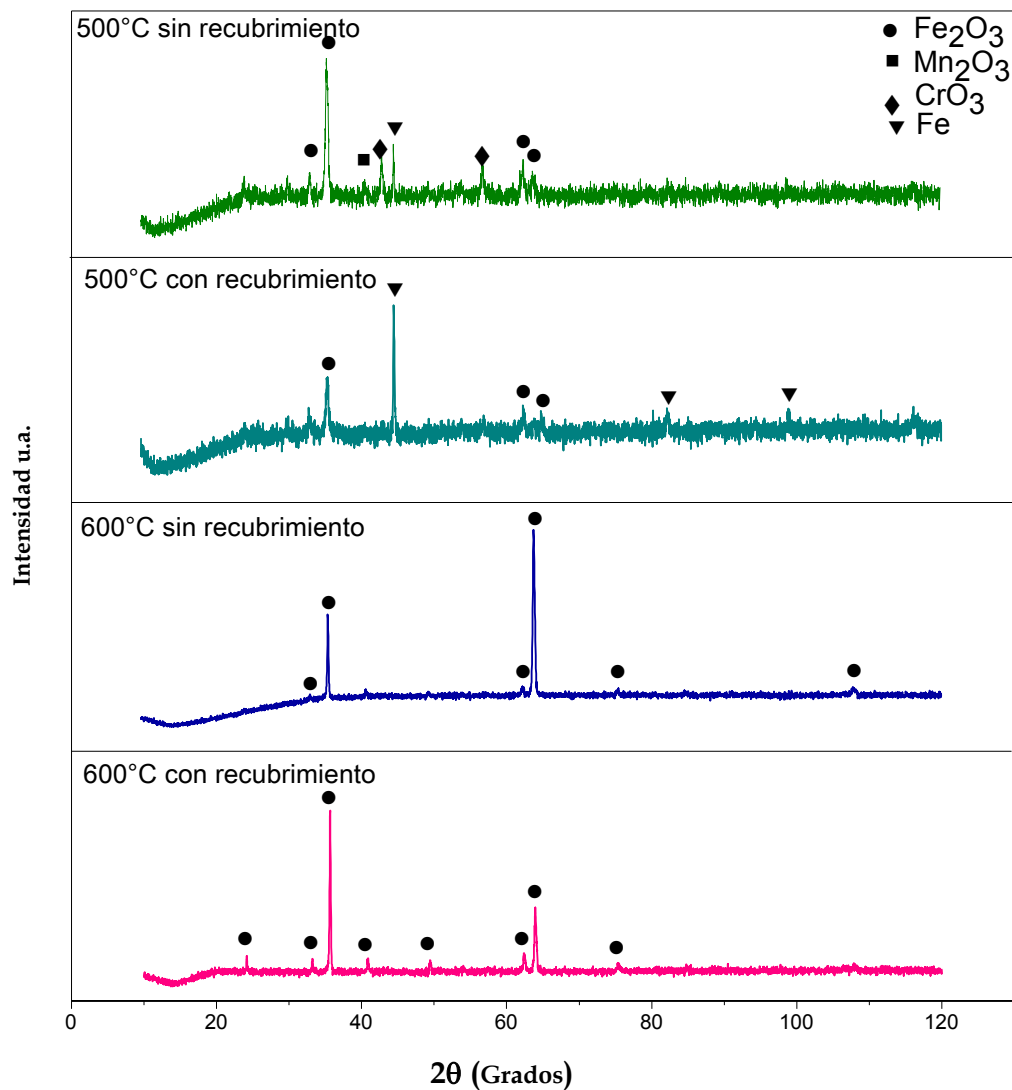 500°C sin recubrimiento
Fe2O3
Mn2O3
CrO3
Fe
500°C con recubrimiento
600°C sin recubrimiento
600°C con recubrimiento
Intensidad u.a.
0 20 40 60 80 100 120
2θ (Grados)